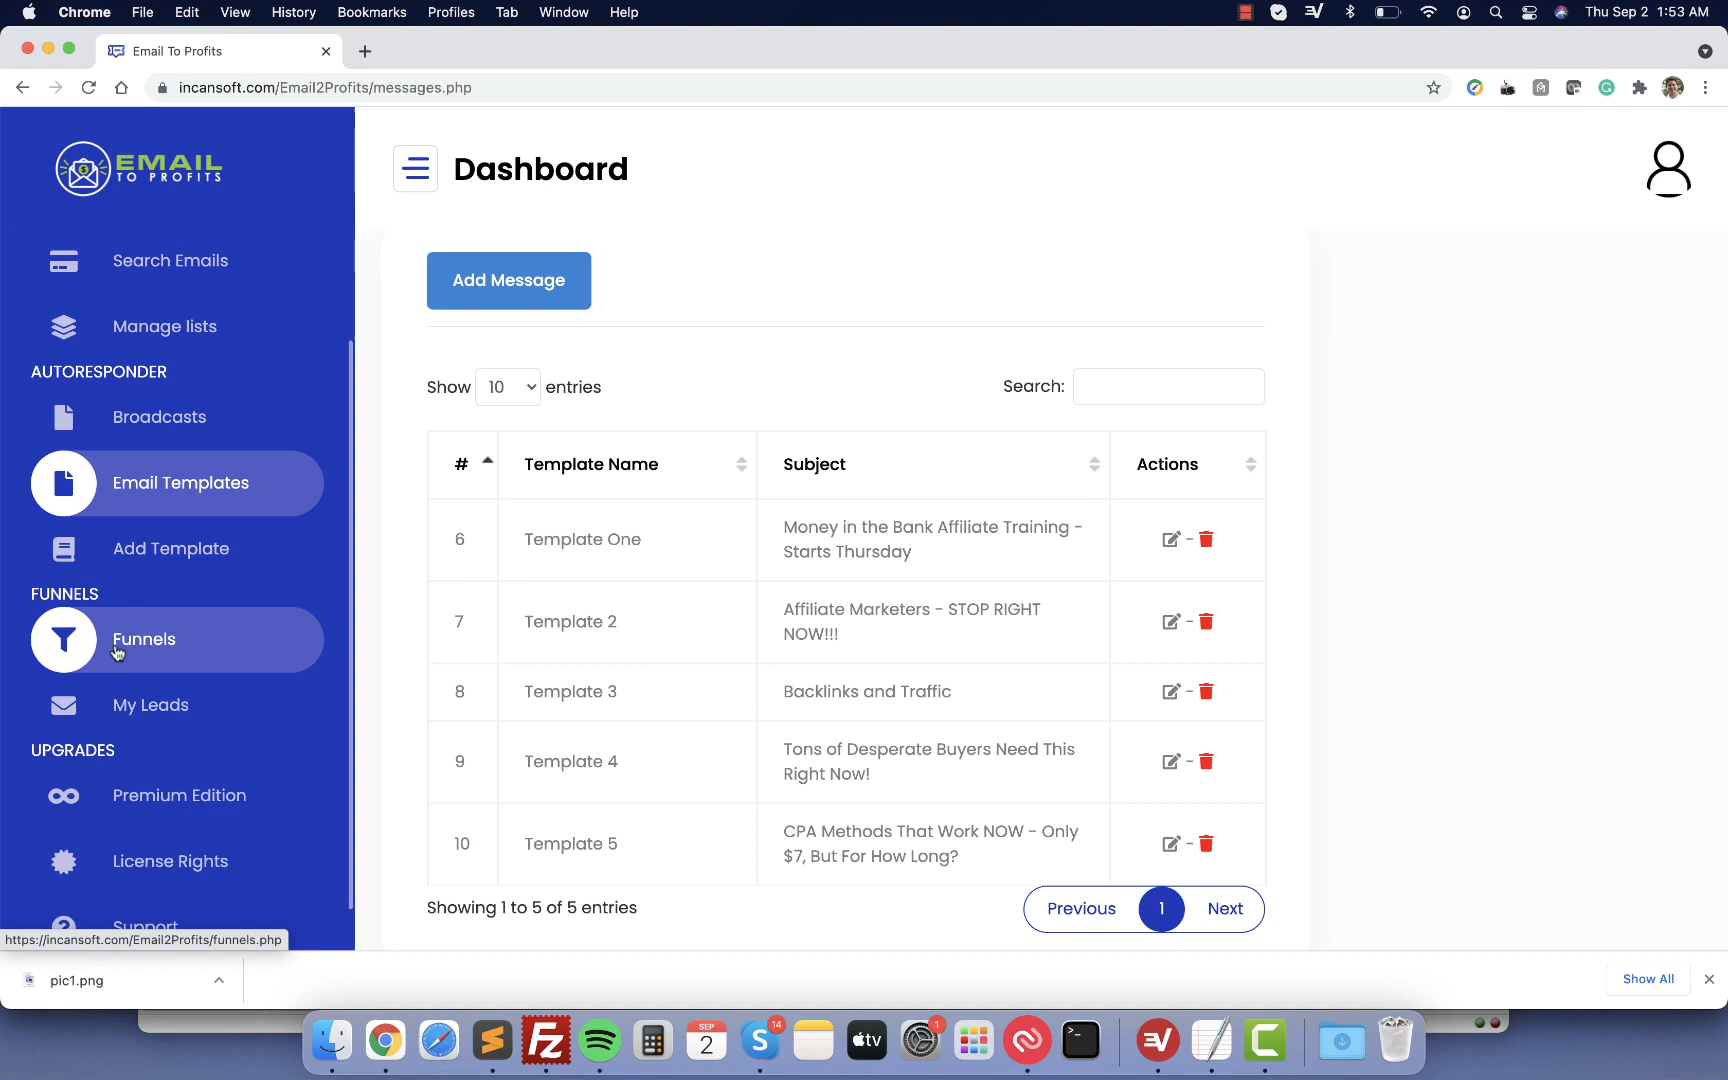 Chrome File Edit View History Bookmarks Profiles Tab Window Help
Thu Sep 2 1:53 AM
Email To Profits
incansoft.com/Email2Profits/messages.php
EMAIL
TO PROFITS
Dashboard
Search Emails
Manage lists
AUTORESPONDER
Broadcasts
Email Templates
Add Template
FUNNELS
Funnels
My Leads
UPGRADES
Premium Edition
License Rights
Support
https://incansoft.com/Email2Profits/funnels.php
Add Message
Show 10 entries
Search:
# Template Name Subject Actions
6 Template One Money in the Bank Affiliate Training -
Starts Thursday
-
7 Template 2 Affiliate Marketers - STOP RIGHT
NOW!!!
-
8 Template 3 Backlinks and Traffic -
9 Template 4 Tons of Desperate Buyers Need This
Right Now!
-
10 Template 5 CPA Methods That Work NOW - Only
$7, But For How Long?
-
Showing 1 to 5 of 5 entries
Previous 1 Next
pic1.png
Show All
SEP
2
14
tv
1